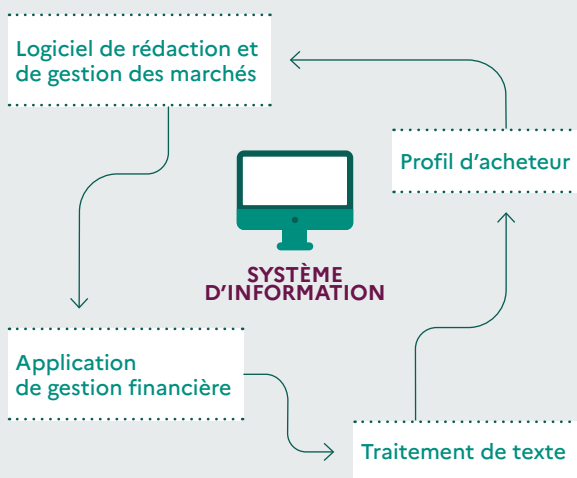 Logiciel de rédaction et
de gestion des marchés
Profil d’acheteur
SYSTÈME
D’INFORMATION
Application
de gestion financière
Traitement de texte